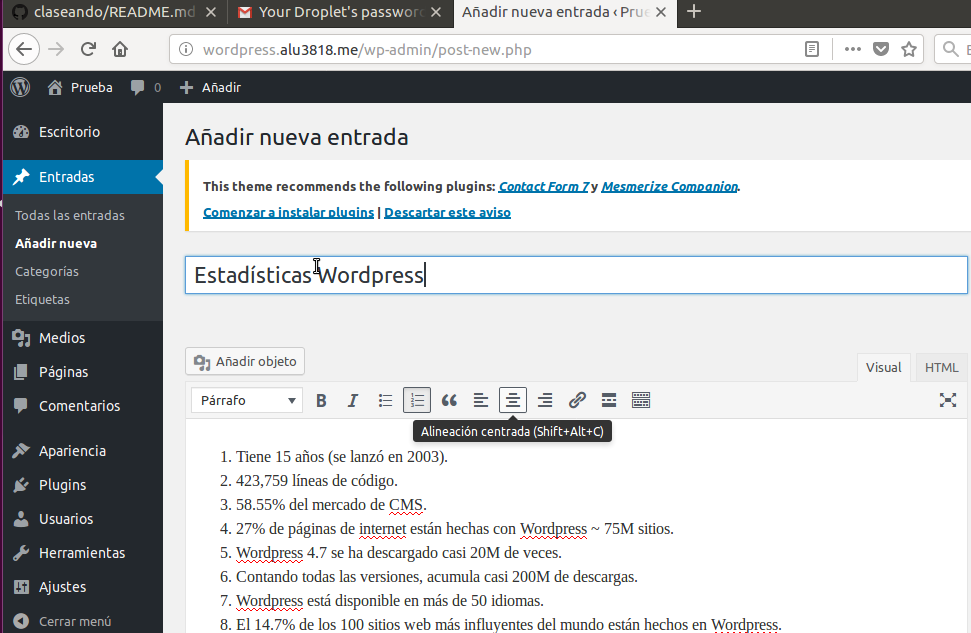 claseando/README.md
Your Droplet's password
Añadir nueva entrada ‹ Prue
wordpress.alu3818.me/wp-admin/post-new.php
Prueba 0 Añadir
Escritorio
Entradas
Todas las entradas
Añadir nueva
Categorías
Etiquetas
Medios
Páginas
Comentarios
Apariencia
Plugins
Usuarios
Herramientas
Ajustes
Cerrar menú
Añadir nueva entrada
This theme recommends the following plugins: Contact Form 7 y Mesmerize Companion.
Comenzar a instalar plugins | Descartar este aviso
Estadísticas Wordpress
Añadir objeto
Visual HTML
Párrafo
Alineación centrada (Shift+Alt+C)
1. Tiene 15 años (se lanzó en 2003).
2. 423,759 líneas de código.
3. 58.55% del mercado de CMS.
4. 27% de páginas de internet están hechas con Wordpress ~ 75M sitios.
5. Wordpress 4.7 se ha descargado casi 20M de veces.
6. Contando todas las versiones, acumula casi 200M de descargas.
7. Wordpress está disponible en más de 50 idiomas.
8. El 14.7% de los 100 sitios web más influyentes del mundo están hechos en Wordpress.